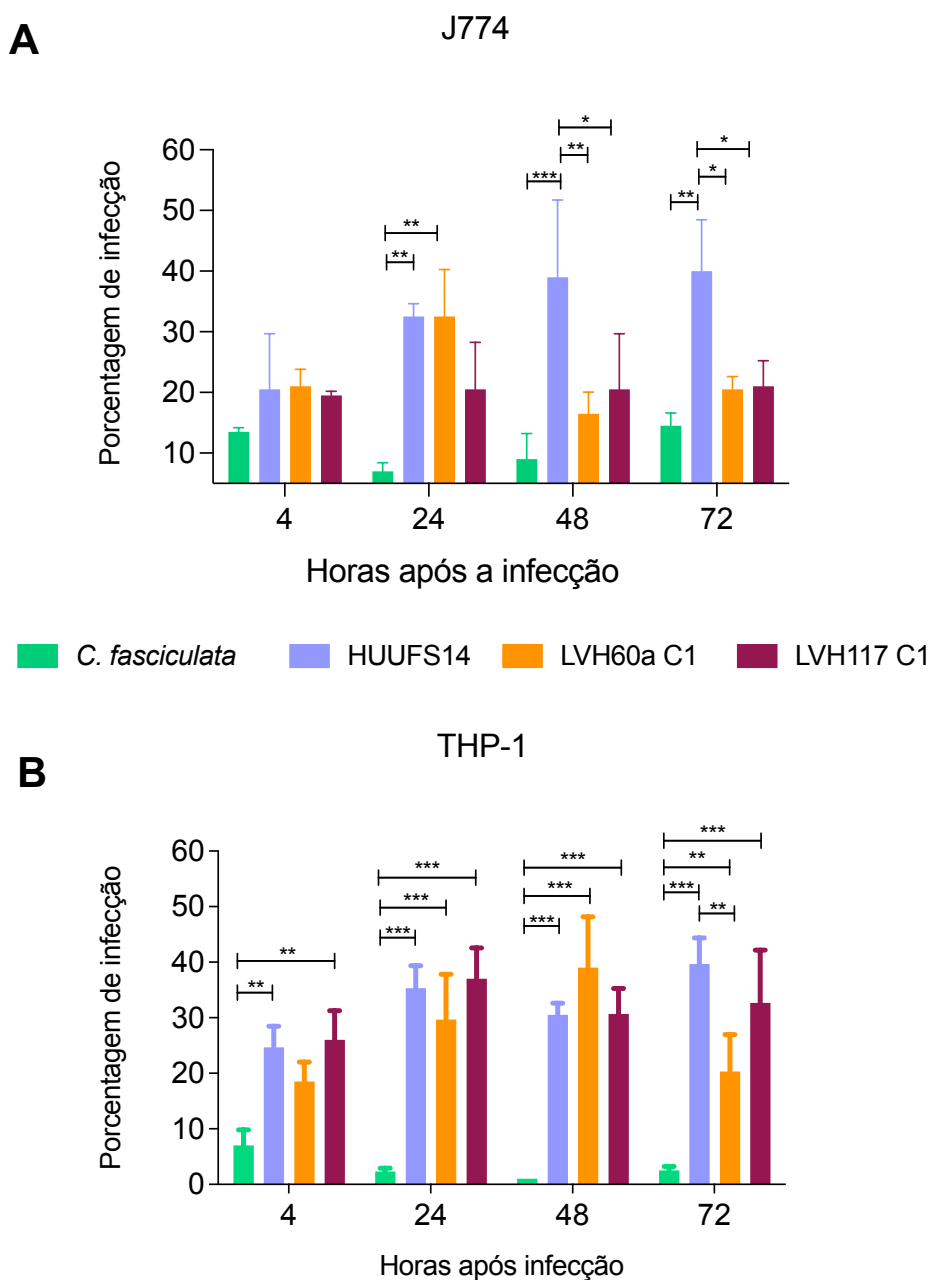 A
J774
Porcentagem de infecção
60
50
40
30
20
10
** ** *** ** * ** * *
4 24 48 72
Horas após a infecção
C. fasciculata HUUFS14 LVH60a C1 LVH117 C1
THP-1
B
Porcentagem de infecção
60
50
40
30
20
10
0
** ** *** *** *** *** *** *** *** ** ** ***
4 24 48 72
Horas após infecção